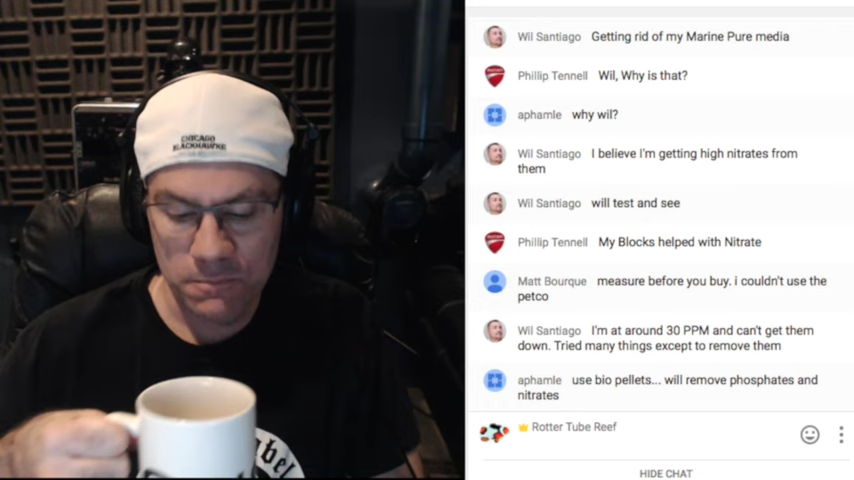 CHICAGO
BLACKHAWKS
Wil Santiago Getting rid of my Marine Pure media
Phillip Tennell Wil, Why is that?
aphamle why wil?
Wil Santiago I believe I'm getting high nitrates from
them
Wil Santiago will test and see
Phillip Tennell My Blocks helped with Nitrate
Matt Bourque measure before you buy. i couldn't use the
petco
Wil Santiago I'm at around 30 PPM and can't get them
down. Tried many things except to remove them
aphamle use bio pellets... will remove phosphates and
nitrates
Rotter Tube Reef
HIDE CHAT